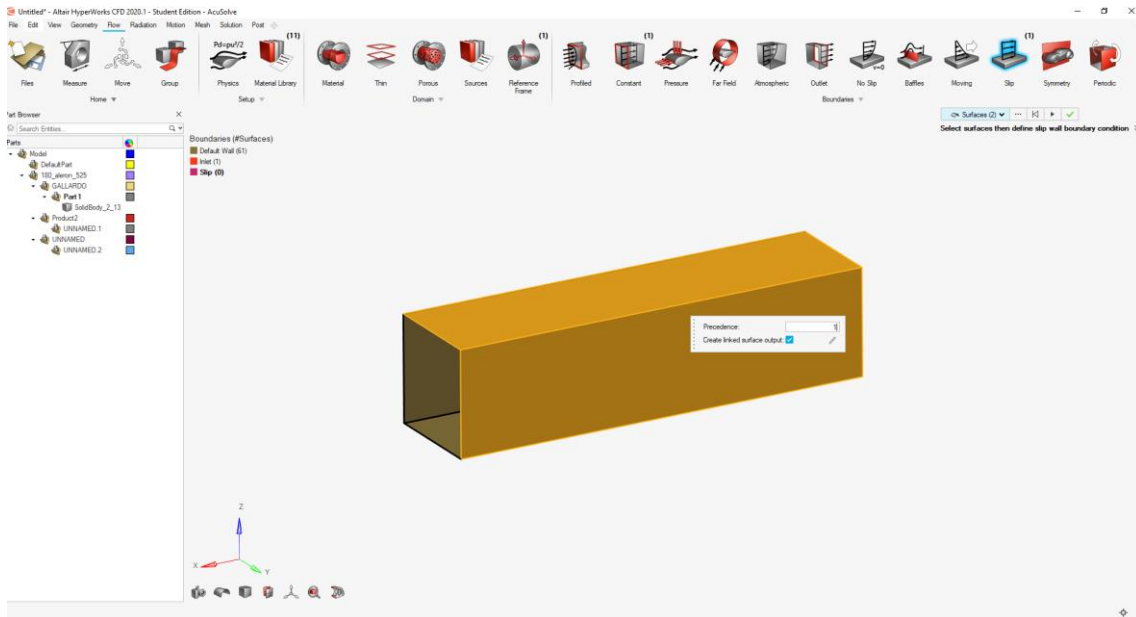 Untitled* - Altair HyperWorks CFD 2020.1 - Student Edition - AcuSolve
File Edit View Geometry Flow Radiation Motion Mesh Solution Post
Pd=ρu²/2 (11) (1) (1) v=0 (1)
Files Measure Move Group Physics Material Library Material Thin Porous Sources Reference Frame Profiled Constant Pressure Far Field Atmospheric Outlet No Slip Baffles Moving Slip Symmetry Periodic
Home Setup Domain Boundaries
Part Browser
Surfaces (2)
Select surfaces then define slip wall boundary condition
Search Entities...
Parts
Model
DefaultPart
180_aleron_525
GALLARDO
Part 1
SolidBody_2_13
Product2
UNNAMED.1
UNNAMED
UNNAMED.2
Boundaries (#Surfaces)
Default Wall (61)
Inlet (1)
Slip (0)
Precedence: 1
Create linked surface output:
Z
X
Y